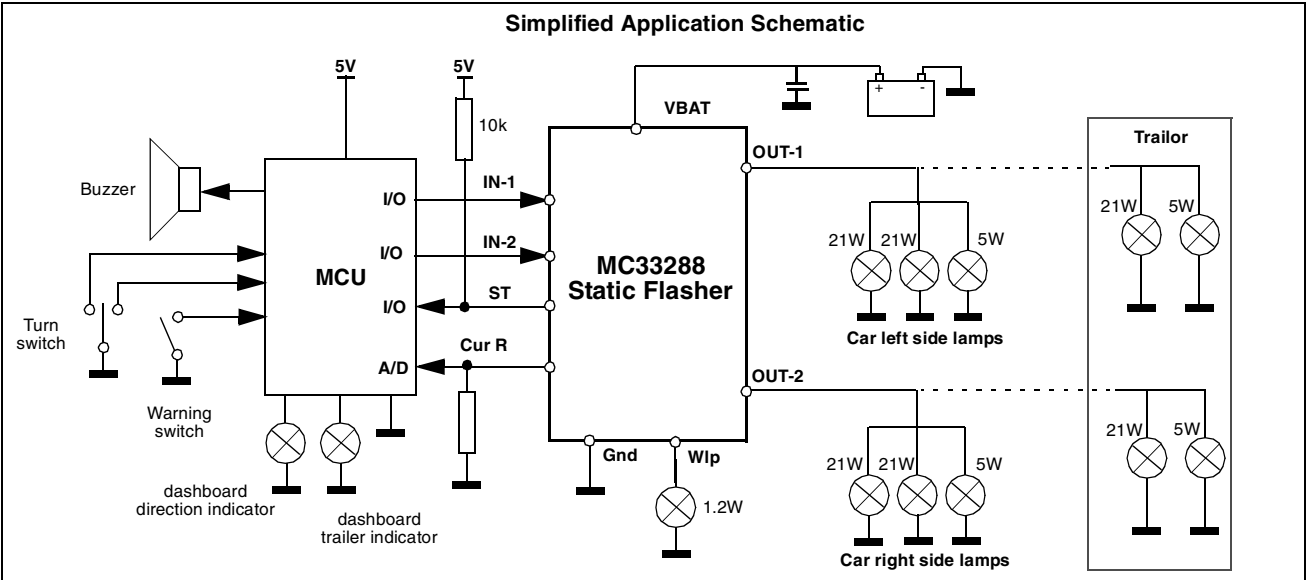 Simplified Application Schematic
5V
5V
10k
VBAT
+ -
Buzzer
MCU
I/O
I/O
I/O
A/D
IN-1
IN-2
ST
Cur R
MC33288
Static Flasher
OUT-1
OUT-2
Gnd
Wlp
1.2W
Turn
switch
Warning
switch
dashboard
direction indicator
dashboard
trailer indicator
21W 21W 5W
Car left side lamps
21W 21W 5W
Car right side lamps
Trailor
21W 5W
21W 5W